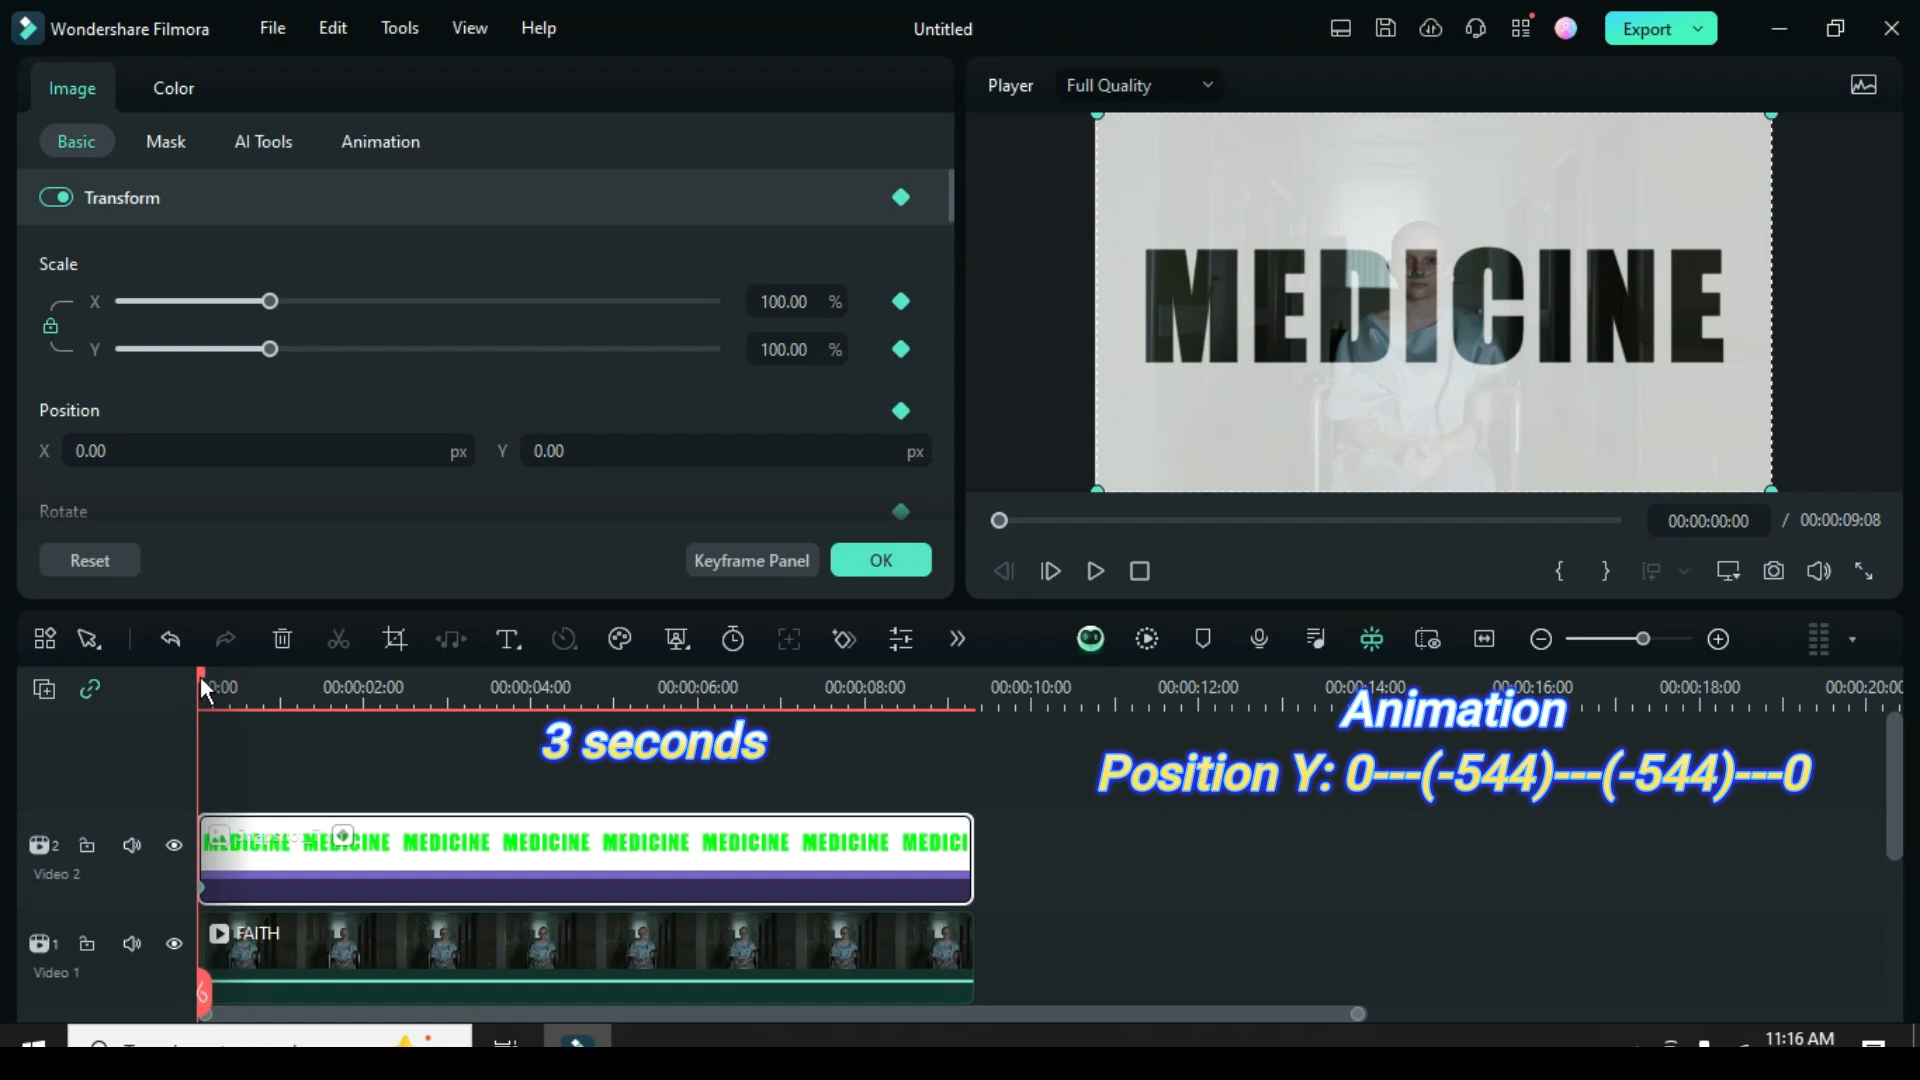 Wondershare Filmora File Edit Tools View Help Untitled Export
Image Color
Player Full Quality
Basic Mask AI Tools Animation
Transform
Scale
X 100.00 %
Y 100.00 %
Position
X 0.00 px Y 0.00 px
Rotate
Reset Keyframe Panel OK
MEDICINE
00:00:00:00 / 00:00:09:08
0:00 00:00:02:00 00:00:04:00 00:00:06:00 00:00:08:00 00:00:10:00 00:00:12:00 00:00:14:00 00:00:16:00 00:00:18:00 00:00:20:00
3 seconds
Animation
Position Y: 0---(-544)---(-544)---0
MEDICINE MEDICINE MEDICINE MEDICINE MEDICINE MEDICINE MEDICINE MEDICI
2
Video 2
FAITH
1
Video 1
11:16 AM